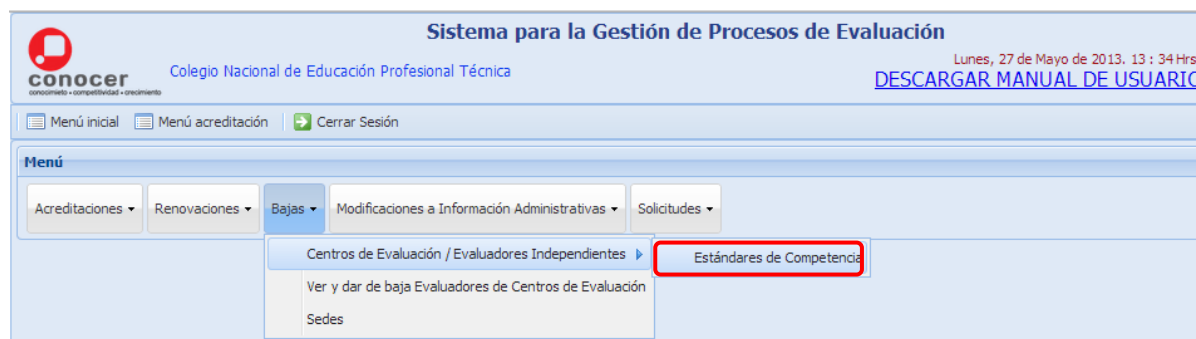 Sistema para la Gestión de Procesos de Evaluación
conocer
conocimiento • competitividad • crecimiento
Colegio Nacional de Educación Profesional Técnica
Lunes, 27 de Mayo de 2013. 13 : 34 Hrs
DESCARGAR MANUAL DE USUARIO
Menú inicial Menú acreditación Cerrar Sesión
Menú
Acreditaciones Renovaciones Bajas Modificaciones a Información Administrativas Solicitudes
Centros de Evaluación / Evaluadores Independientes Estándares de Competencia
Ver y dar de baja Evaluadores de Centros de Evaluación
Sedes